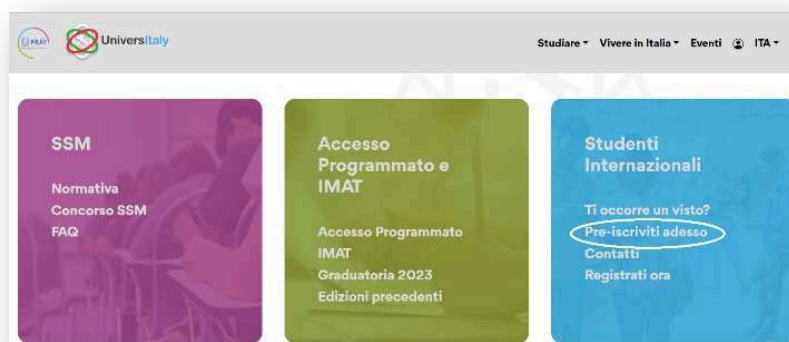 MUR
UniversItaly
Studiare Vivere in Italia Eventi ITA
SSM
Normativa
Concorso SSM
FAQ
Accesso
Programmato e
IMAT
Accesso Programmato
IMAT
Graduatoria 2023
Edizioni precedenti
Studenti
Internazionali
Ti occorre un visto?
Pre-iscriviti adesso
Contatti
Registrati ora